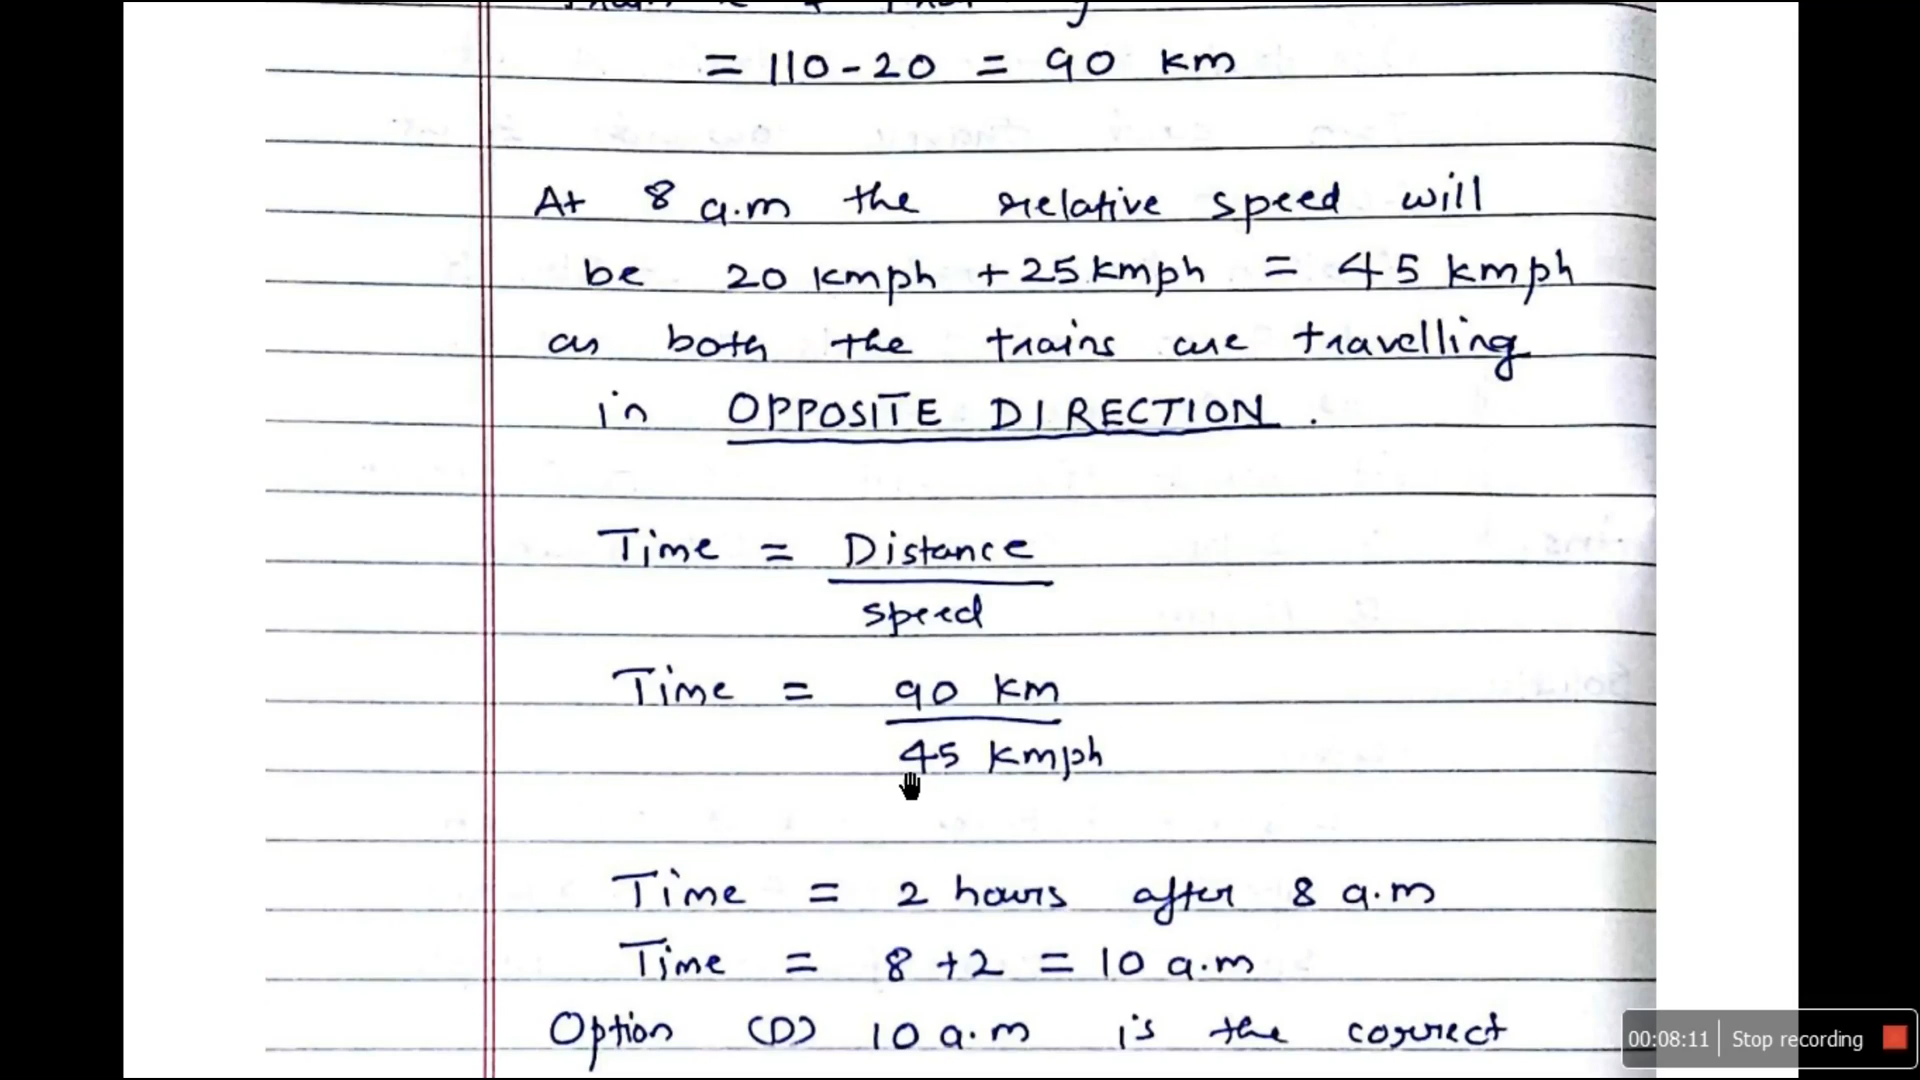 = 110 - 20 = 90 km
At 8 a.m the relative speed will
be 20 kmph + 25 kmph = 45 kmph
as both the trains are travelling
in OPPOSITE DIRECTION .
Time = Distance
speed
Time = 90 km
45 kmph
Time = 2 hours after 8 a.m
Time = 8 + 2 = 10 a.m
Option (D) 10 a.m is the correct
00:08:11 Stop recording